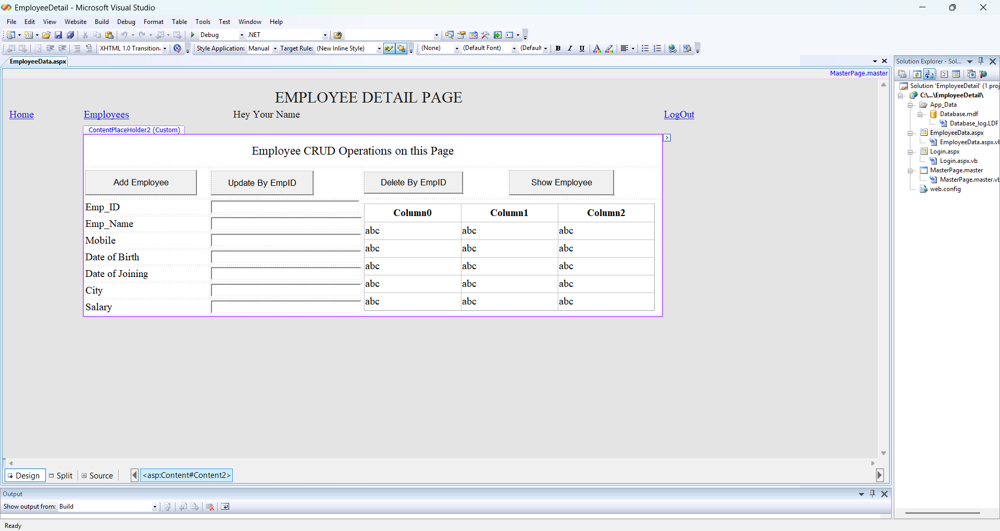 EmployeeDetail - Microsoft Visual Studio
File Edit View Website Build Debug Format Table Tools Test Window Help
Debug .NET
XHTML 1.0 Transition Style Application: Manual Target Rule: (New Inline Style) (None) (Default Font) (Default
EmployeeData.aspx
MasterPage.master
EMPLOYEE DETAIL PAGE
Home Employees Hey Your Name LogOut
ContentPlaceHolder2 (Custom)
Employee CRUD Operations on this Page
Add Employee Update By EmpID Delete By EmpID Show Employee
Emp_ID
Emp_Name
Mobile
Date of Birth
Date of Joining
City
Salary
Column0 Column1 Column2
abc abc abc
abc abc abc
abc abc abc
abc abc abc
abc abc abc
Design Split Source <asp:Content#Content2>
Output
Show output from: Build
Ready
Solution Explorer - Sol...
Solution 'EmployeeDetail' (1 proj
C:\...\EmployeeDetail\
App_Data
Database.mdf
Database_log.LDF
EmployeeData.aspx
EmployeeData.aspx.vb
Login.aspx
Login.aspx.vb
MasterPage.master
MasterPage.master.vb
web.config